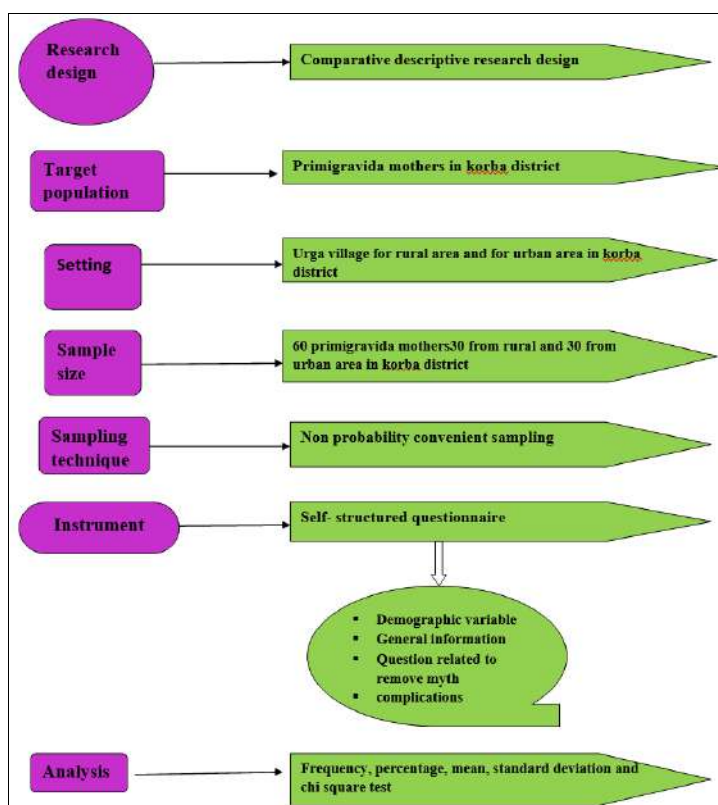 Research
design
Comparative descriptive research design
Target
population
Primigravida mothers in korba district
Setting
Urga village for rural area and for urban area in korba
district
Sample
size
60 primigravida mothers30 from rural and 30 from
urban area in korba district
Sampling
technique
Non probability convenient sampling
Instrument
Self- structured questionnaire
▪ Demographic variable
▪ General information
▪ Question related to
remove myth
▪ complications
Analysis
Frequency, percentage, mean, standard deviation and
chi square test